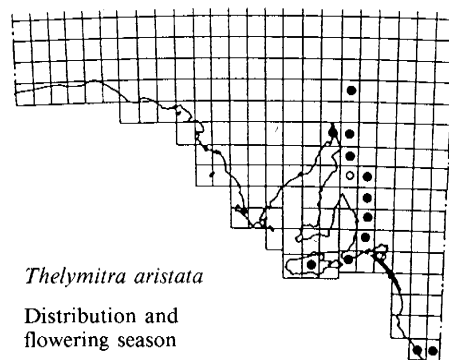 Thelymitra aristata
Distribution and
flowering season